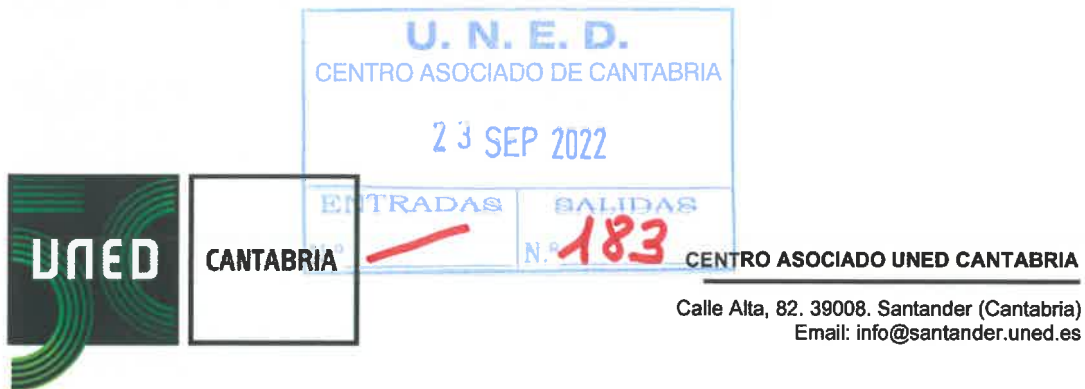 U. N. E. D.
CENTRO ASOCIADO DE CANTABRIA
23 SEP 2022
ENTRADAS SALIDAS
N.º N.º 183
UNED
CANTABRIA
CENTRO ASOCIADO UNED CANTABRIA
Calle Alta, 82. 39008. Santander (Cantabria)
Email: info@santander.uned.es